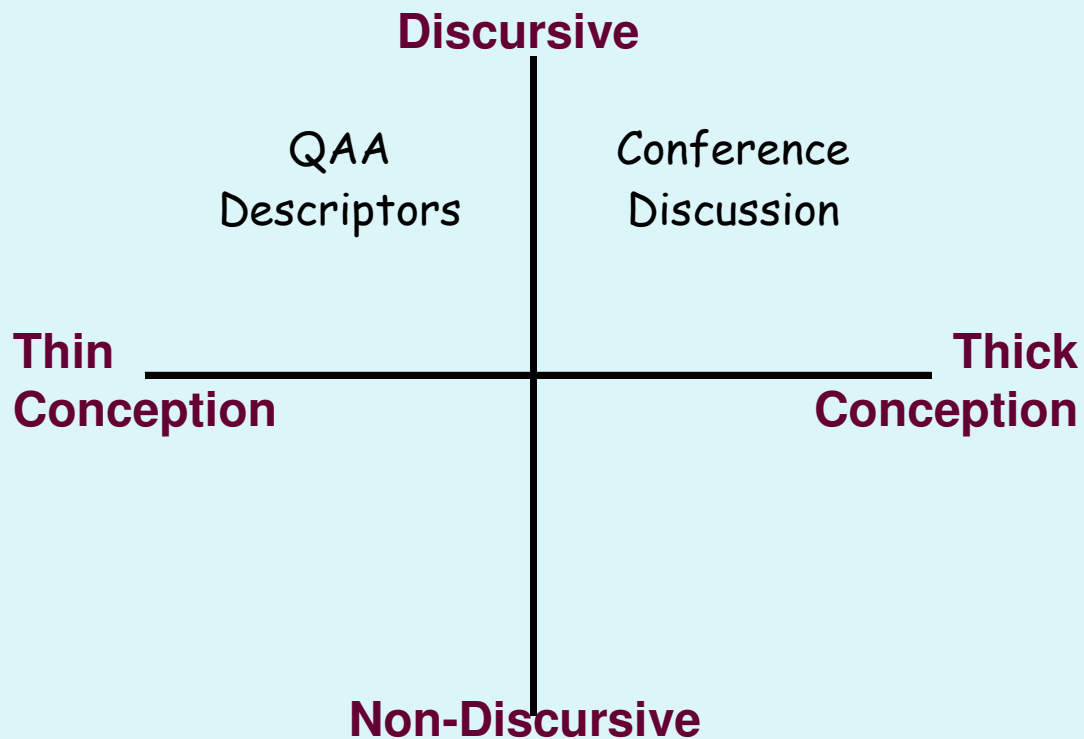 Discursive
QAA
Descriptors
Conference
Discussion
Thin
Conception
Thick
Conception
Non-Discursive